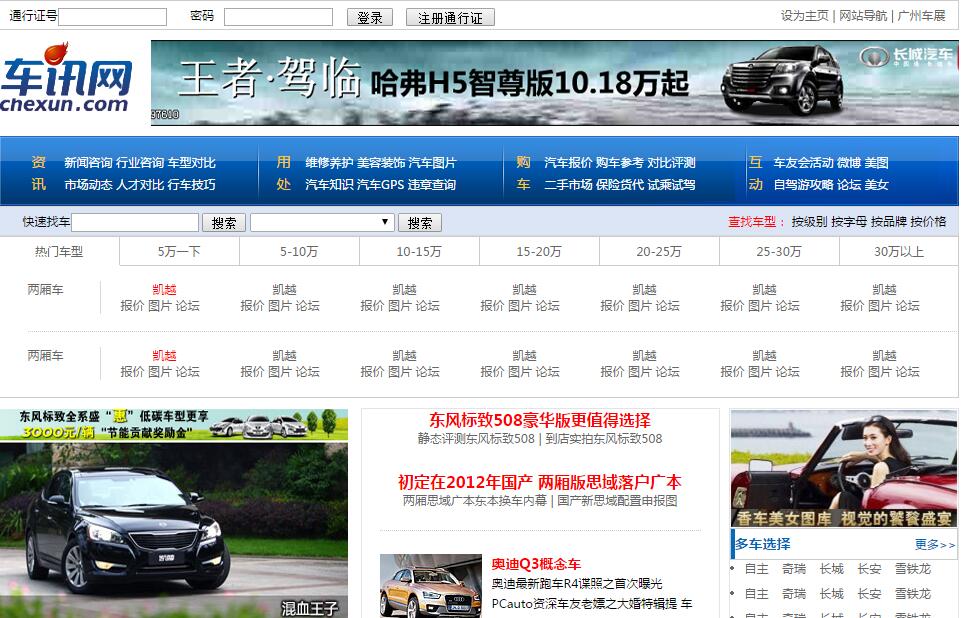 通行证号 密码 登录 注册通行证 设为主页 | 网站导航 | 广州车展
车讯网
chexun.com
王者·驾临 哈弗H5智尊版10.18万起
长城汽车
97610
资 新闻咨询 行业咨询 车型对比 用 维修养护 美容装饰 汽车图片 购 汽车报价 购车参考 对比评测 互 车友会活动 微博 美图
讯 市场动态 人才对比 行车技巧 处 汽车知识 汽车GPS 违章查询 车 二手市场 保险贷代 试乘试驾 动 自驾游攻略 论坛 美女
快速找车 搜索 搜索 查找车型： 按级别 按字母 按品牌 按价格
热门车型 5万一下 5-10万 10-15万 15-20万 20-25万 25-30万 30万以上
两厢车 凯越 凯越 凯越 凯越 凯越 凯越 凯越
报价 图片 论坛 报价 图片 论坛 报价 图片 论坛 报价 图片 论坛 报价 图片 论坛 报价 图片 论坛 报价 图片 论坛
两厢车 凯越 凯越 凯越 凯越 凯越 凯越 凯越
报价 图片 论坛 报价 图片 论坛 报价 图片 论坛 报价 图片 论坛 报价 图片 论坛 报价 图片 论坛 报价 图片 论坛
东风标致全系盛“惠”低碳车型更享
3000元/辆 “节能贡献奖励金”
混血王子
东风标致508豪华版更值得选择
静态评测东风标致508 | 到店实拍东风标致508
初定在2012年国产 两厢版思域落户广本
两厢思域广本东本换车内幕 | 国产新思域配置申报图
奥迪Q3概念车
奥迪最新跑车R4谍照之首次曝光
PCauto资深车友老嫖之大婚特辑提 车
香车美女图库 视觉的饕餮盛宴
多车选择 更多>>
自主 奇瑞 长城 长安 雪铁龙
自主 奇瑞 长城 长安 雪铁龙
自主 奇瑞 长城 长安 雪铁龙